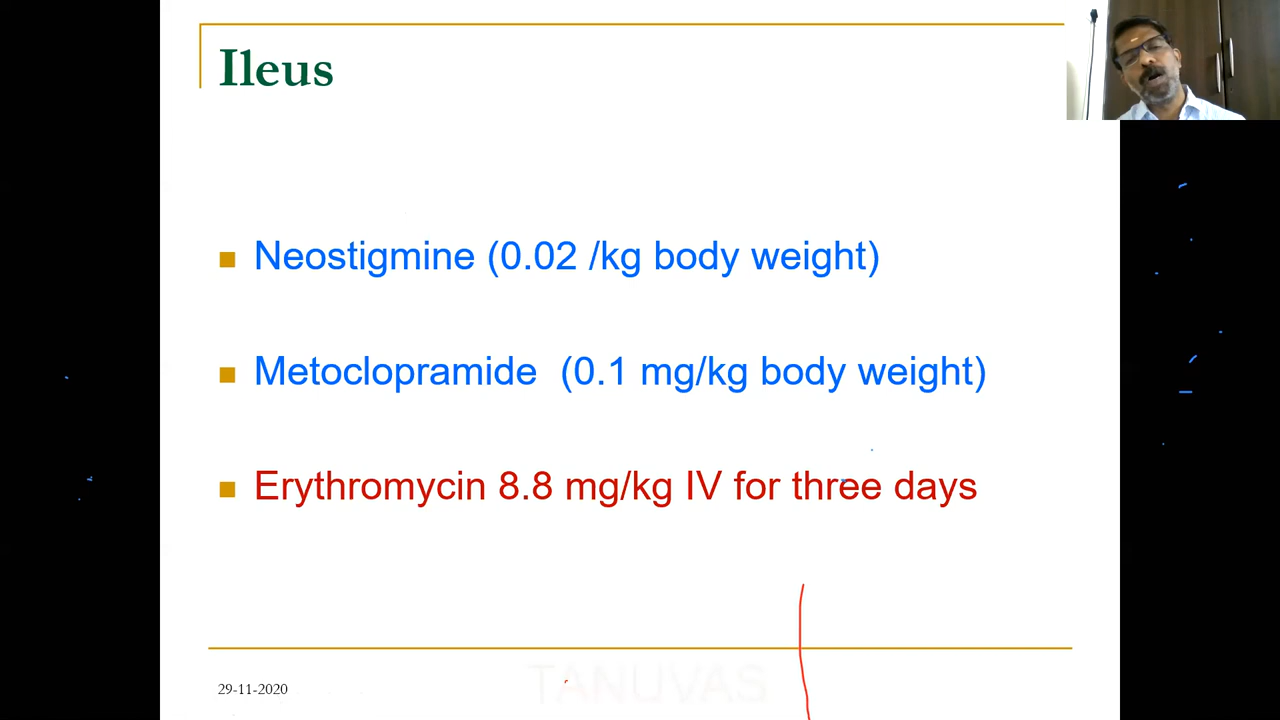 Ileus
Neostigmine (0.02 /kg body weight)
Metoclopramide (0.1 mg/kg body weight)
Erythromycin 8.8 mg/kg IV for three days
TANUVAS
29-11-2020